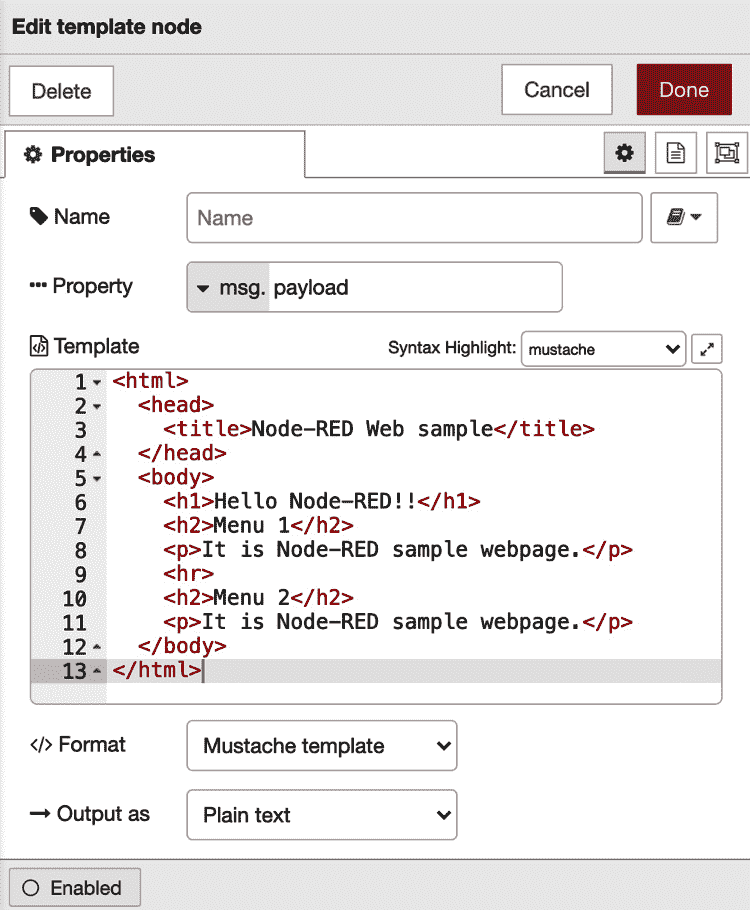 Edit template node
Delete Cancel Done
Properties
Name Name
Property msg. payload
Template Syntax Highlight: mustache
1 <html>
2 <head>
3 <title>Node-RED Web sample</title>
4 </head>
5 <body>
6 <h1>Hello Node-RED!!</h1>
7 <h2>Menu 1</h2>
8 <p>It is Node-RED sample webpage.</p>
9 <hr>
10 <h2>Menu 2</h2>
11 <p>It is Node-RED sample webpage.</p>
12 </body>
13 </html>
</> Format Mustache template
Output as Plain text
Enabled